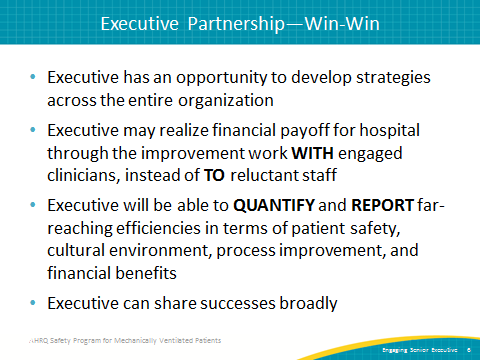 Executive Partnership—Win-Win
• Executive has an opportunity to develop strategies
across the entire organization
• Executive may realize financial payoff for hospital
through the improvement work WITH engaged
clinicians, instead of TO reluctant staff
• Executive will be able to QUANTIFY and REPORT far-
reaching efficiencies in terms of patient safety,
cultural environment, process improvement, and
financial benefits
• Executive can share successes broadly
AHRQ Safety Program for Mechanically Ventilated Patients
Engaging Senior Executive 6